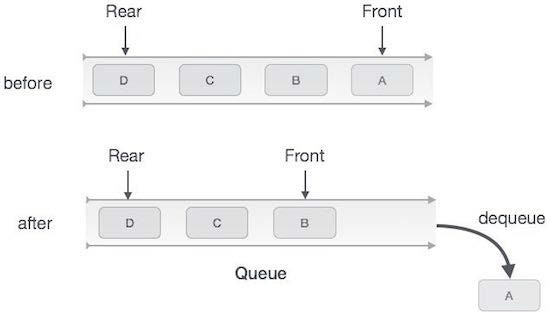 Rear Front
before D C B A
Rear Front
after D C B
dequeue
Queue
A